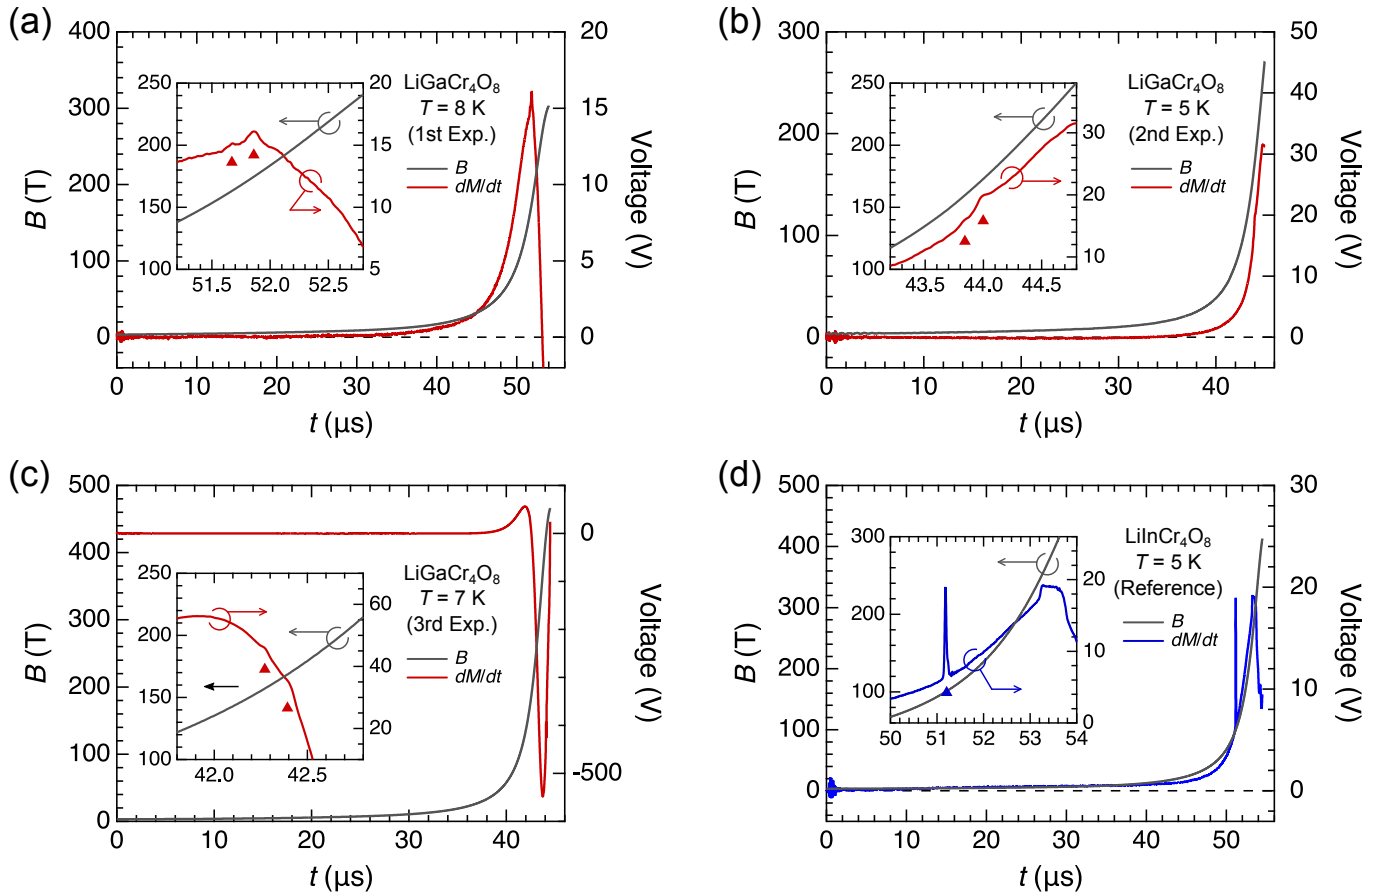 (a)
400
300
200
100
0
B (T)
20
15
10
5
0
Voltage (V)
0 10 20 30 40 50
t (μs)
250
200
150
100
20
15
10
5
51.5 52.0 52.5
LiGaCr4O8
T = 8 K
(1st Exp.)
B
dM/dt
(b)
300
200
100
0
B (T)
50
40
30
20
10
0
Voltage (V)
0 10 20 30 40
t (μs)
250
200
150
100
30
20
10
43.5 44.0 44.5
LiGaCr4O8
T = 5 K
(2nd Exp.)
B
dM/dt
(c)
500
400
300
200
100
0
B (T)
0
-500
Voltage (V)
0 10 20 30 40
t (μs)
250
200
150
100
60
40
20
42.0 42.5
LiGaCr4O8
T = 7 K
(3rd Exp.)
B
dM/dt
(d)
500
400
300
200
100
0
B (T)
30
20
10
0
Voltage (V)
0 10 20 30 40 50
t (μs)
300
200
100
20
10
0
50 51 52 53 54
LiInCr4O8
T = 5 K
(Reference)
B
dM/dt